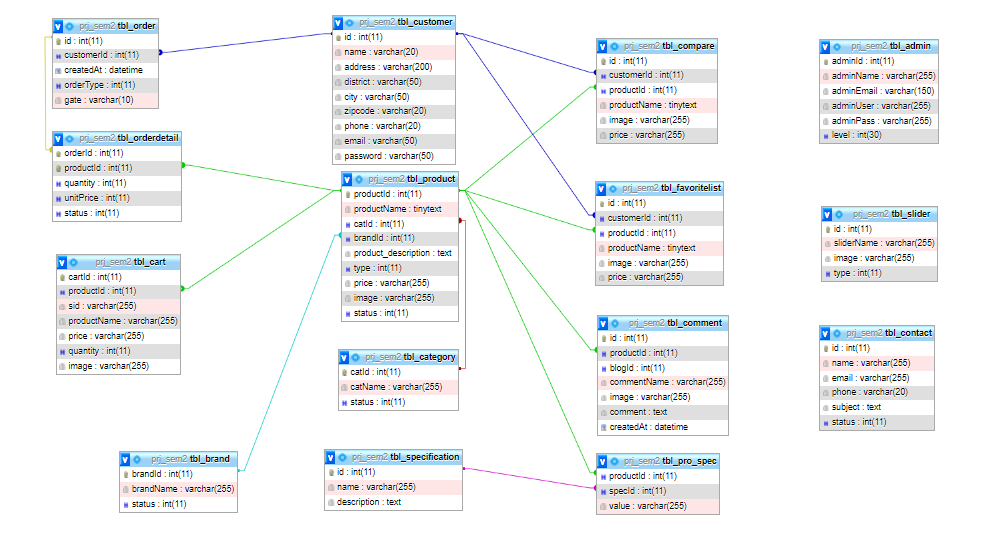 prj_sem2 tbl_order
id : int(11)
customerId : int(11)
createdAt : datetime
orderType : int(11)
gate : varchar(10)
prj_sem2 tbl_orderdetail
orderId : int(11)
productId : int(11)
quantity : int(11)
unitPrice : int(11)
status : int(11)
prj_sem2 tbl_cart
cartId : int(11)
productId : int(11)
sid : varchar(255)
productName : varchar(255)
price : varchar(255)
quantity : int(11)
image : varchar(255)
prj_sem2 tbl_brand
brandId : int(11)
brandName : varchar(255)
status : int(11)
prj_sem2 tbl_customer
id : int(11)
name : varchar(20)
address : varchar(200)
district : varchar(50)
city : varchar(50)
zipcode : varchar(20)
phone : varchar(20)
email : varchar(50)
password : varchar(50)
prj_sem2 tbl_product
productId : int(11)
productName : tinytext
catId : int(11)
brandId : int(11)
product_description : text
type : int(11)
price : varchar(255)
image : varchar(255)
status : int(11)
prj_sem2 tbl_category
catId : int(11)
catName : varchar(255)
status : int(11)
prj_sem2 tbl_specification
id : int(11)
name : varchar(255)
description : text
prj_sem2 tbl_compare
id : int(11)
customerId : int(11)
productId : int(11)
productName : tinytext
image : varchar(255)
price : varchar(255)
prj_sem2 tbl_favoritelist
id : int(11)
customerId : int(11)
productId : int(11)
productName : tinytext
image : varchar(255)
price : varchar(255)
prj_sem2 tbl_comment
id : int(11)
productId : int(11)
blogId : int(11)
commentName : varchar(255)
image : varchar(255)
comment : text
createdAt : datetime
prj_sem2 tbl_pro_spec
productId : int(11)
specId : int(11)
value : varchar(255)
prj_sem2 tbl_admin
adminId : int(11)
adminName : varchar(255)
adminEmail : varchar(150)
adminUser : varchar(255)
adminPass : varchar(255)
level : int(30)
prj_sem2 tbl_slider
id : int(11)
sliderName : varchar(255)
image : varchar(255)
type : int(11)
prj_sem2 tbl_contact
id : int(11)
name : varchar(255)
email : varchar(255)
phone : varchar(20)
subject : text
status : int(11)